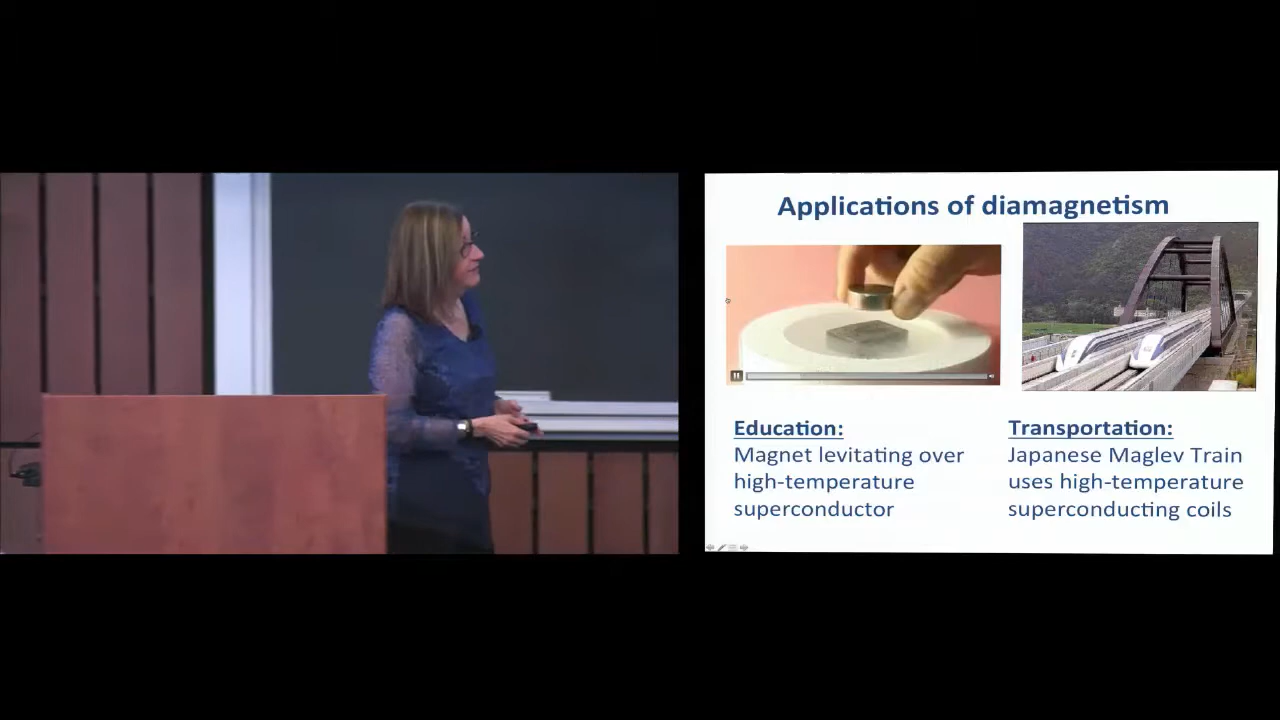 Applications of diamagnetism
Education:
Magnet levitating over
high-temperature
superconductor
Transportation:
Japanese Maglev Train
uses high-temperature
superconducting coils